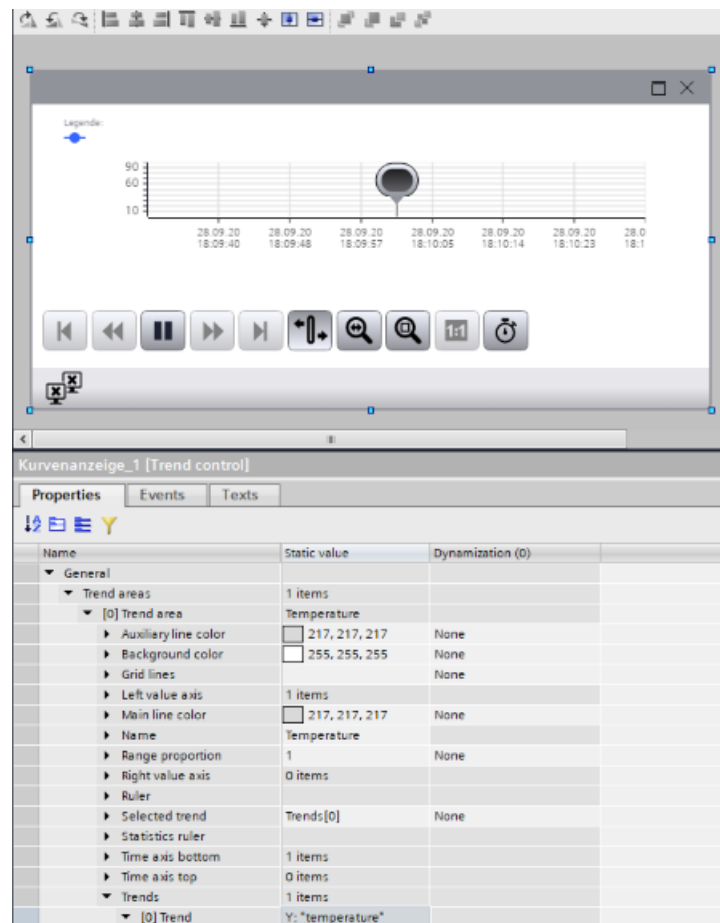 Legende:
90
60
10
28.09.20 28.09.20 28.09.20 28.09.20 28.09.20 28.09.20 28.0
18:09:40 18:09:48 18:09:57 18:10:05 18:10:14 18:10:23 18:1
1:1
Kurvenanzeige_1 [Trend control]
Properties Events Texts
Name Static value Dynamization (0)
General
Trend areas 1 items
[0] Trend area Temperature
Auxiliary line color 217, 217, 217 None
Background color 255, 255, 255 None
Grid lines None
Left value axis 1 items
Main line color 217, 217, 217 None
Name Temperature
Range proportion 1 None
Right value axis 0 items
Ruler
Selected trend Trends[0] None
Statistics ruler
Time axis bottom 1 items
Time axis top 0 items
Trends 1 items
[0] Trend Y: "temperature"